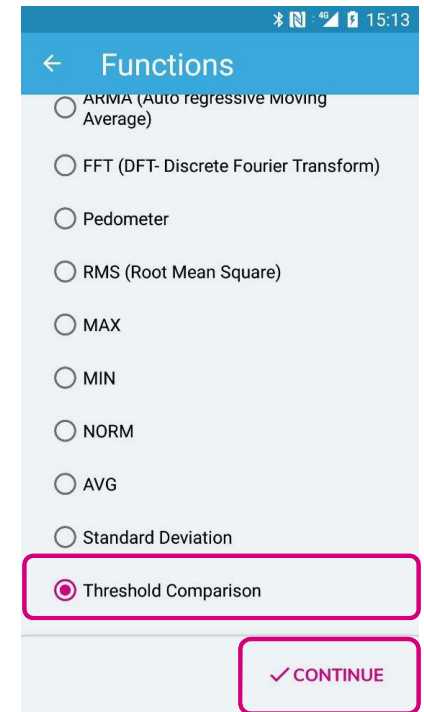 4G 15:13
Functions
ARMA (Auto regressive Moving
Average)
FFT (DFT- Discrete Fourier Transform)
Pedometer
RMS (Root Mean Square)
MAX
MIN
NORM
AVG
Standard Deviation
Threshold Comparison
CONTINUE